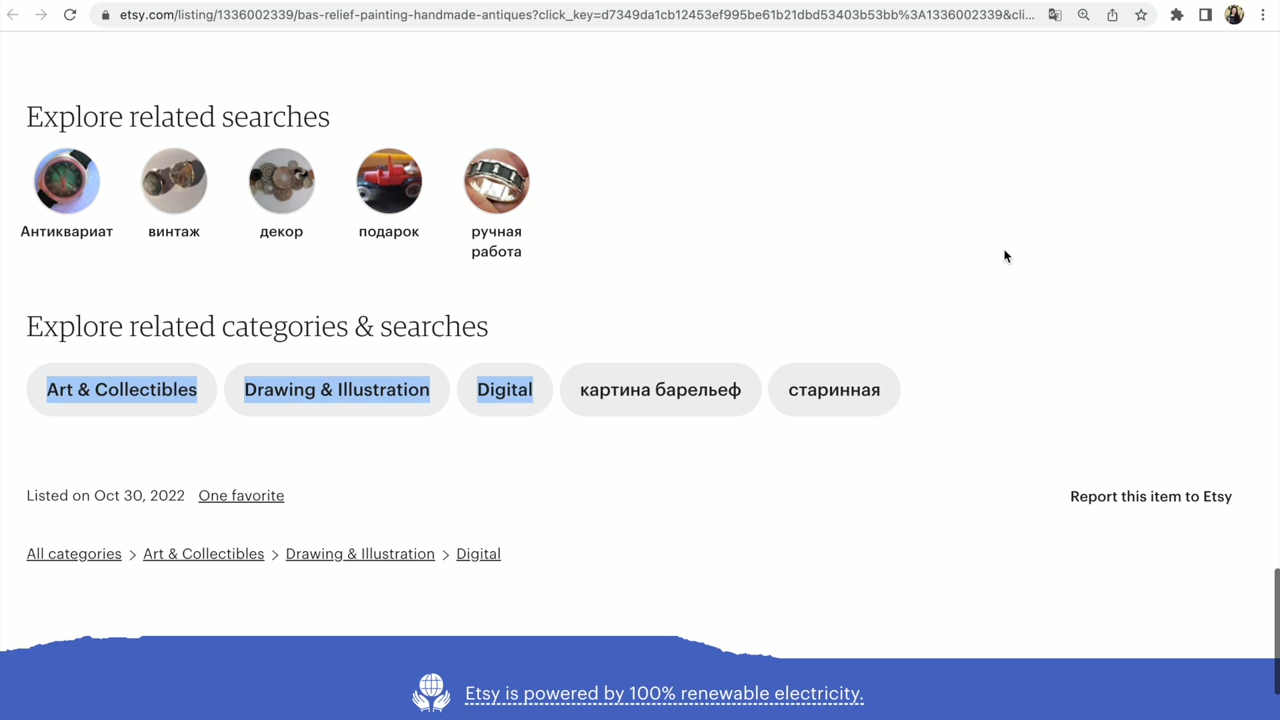 etsy.com/listing/1336002339/bas-relief-painting-handmade-antiques?click_key=d7349da1cb12453ef995be61b21dbd53403b53bb%3A1336002339&cli...
Explore related searches
Антиквариат
винтаж
декор
подарок
ручная
работа
Explore related categories & searches
Art & Collectibles
Drawing & Illustration
Digital
картина барельеф
старинная
Listed on Oct 30, 2022 One favorite
Report this item to Etsy
All categories > Art & Collectibles > Drawing & Illustration > Digital
Etsy is powered by 100% renewable electricity.